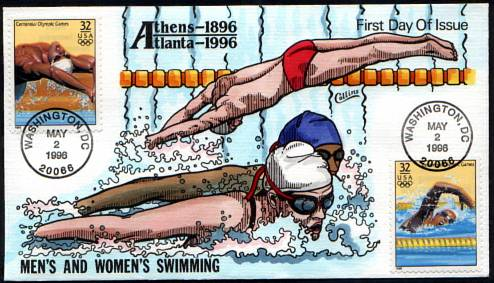 Centennial Olympic Games
32
USA
Athens-1896
Atlanta-1996
First Day Of Issue
Collins
WASHINGTON, DC
MAY
2
1996
20066
WASHINGTON, DC
MAY
2
1996
20066
32
USA
Games
MEN'S AND WOMEN'S SWIMMING